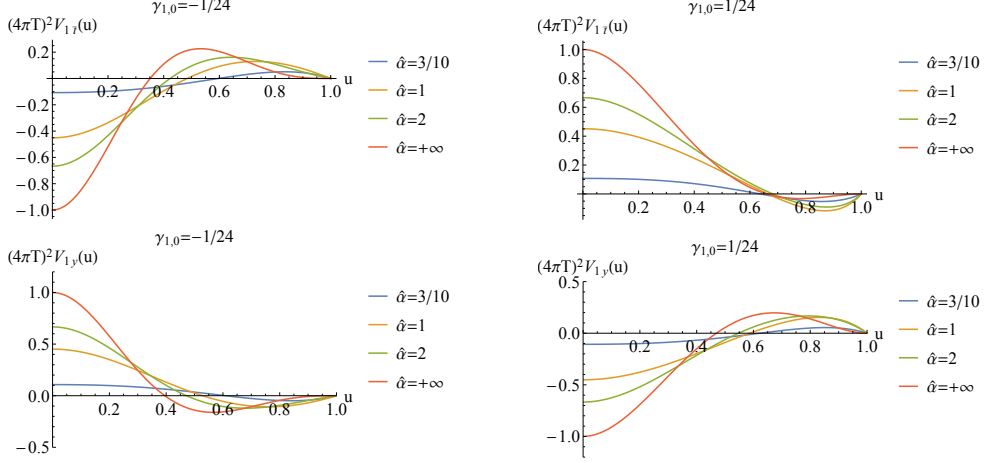 γ1,0=−1/24
(4πT)²V1 t̄(u)
0.2
0.2 0.4 0.6 0.8 1.0 u
−0.2
−0.4
−0.6
−0.8
−1.0
α̂=3/10
α̂=1
α̂=2
α̂=+∞
γ1,0=1/24
(4πT)²V1 t̄(u)
1.0
0.8
0.6
0.4
0.2
0.2 0.4 0.6 0.8 1.0 u
α̂=3/10
α̂=1
α̂=2
α̂=+∞
γ1,0=−1/24
(4πT)²V1 y(u)
1.0
0.5
0.0
0.2 0.4 0.6 0.8 1.0 u
−0.5
α̂=3/10
α̂=1
α̂=2
α̂=+∞
γ1,0=1/24
(4πT)²V1 y(u)
0.5
0.0
0.2 0.4 0.6 0.8 1.0 u
−0.5
−1.0
α̂=3/10
α̂=1
α̂=2
α̂=+∞